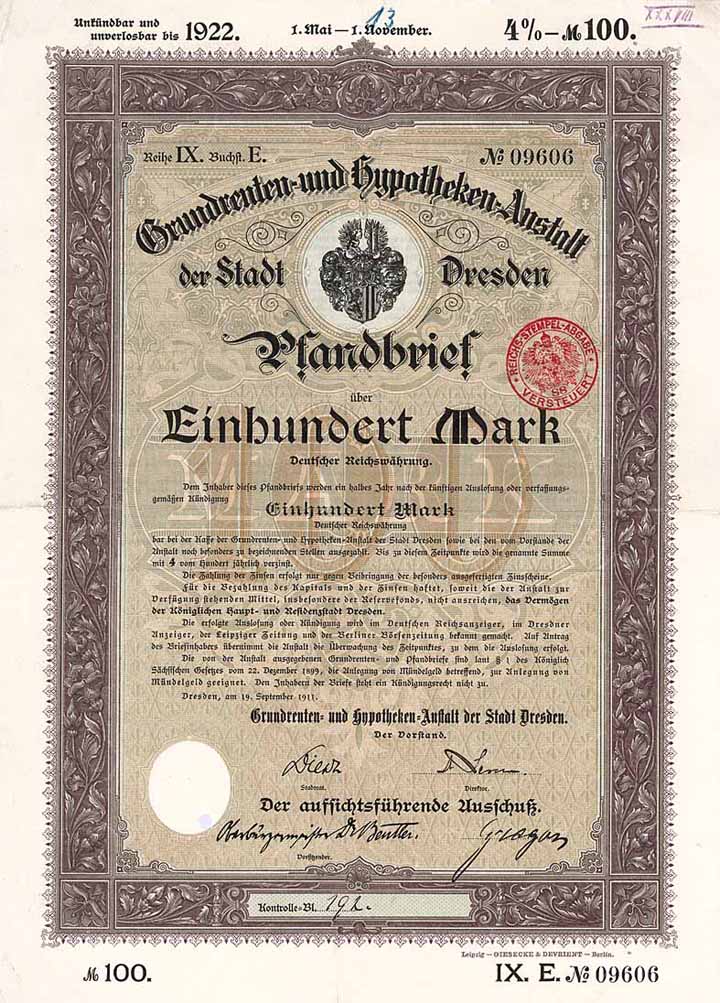 Unkündbar und
unverlosbar bis 1922.
1. Mai — 1. November.
13
4% – M 100.
XXXVIII
Reihe IX. Buchst. E.
№ 09606
Grundrenten- und Hypotheken-Anstalt
der Stadt Dresden
Pfandbrief
REICHS-STEMPEL-ABGABE
VERSTEUERT
über
Einhundert Mark
Deutscher Reichswährung.
Dem Inhaber dieses Pfandbriefs werden ein halbes Jahr nach der künftigen Auslosung oder verfassungs-
gemäßen Kündigung
Einhundert Mark
Deutscher Reichswährung
bar bei der Kasse der Grundrenten- und Hypotheken-Anstalt der Stadt Dresden sowie bei den vom Vorstande der
Anstalt noch besonders zu bezeichnenden Stellen ausgezahlt. Bis zu diesem Zeitpunkte wird die genannte Summe
mit 4 vom Hundert jährlich verzinst.
Die Zahlung der Zinsen erfolgt nur gegen Beibringung der besonders ausgefertigten Zinsscheine.
Für die Bezahlung des Kapitals und der Zinsen haftet, soweit die der Anstalt zur
Verfügung stehenden Mittel, insbesondere der Reservefonds, nicht ausreichen, das Vermögen
der Königlichen Haupt- und Residenzstadt Dresden.
Die erfolgte Auslosung oder Kündigung wird im Deutschen Reichsanzeiger, im Dresdner
Anzeiger, der Leipziger Zeitung und der Berliner Börsenzeitung bekannt gemacht. Auf Antrag
des Briefinhabers übernimmt die Anstalt die Überwachung des Zeitpunktes, zu dem die Auslosung erfolgt.
Die von der Anstalt ausgegebenen Grundrenten- und Pfandbriefe sind laut § 1 des Königlich
Sächsischen Gesetzes vom 22. Dezember 1899, die Anlegung von Mündelgeld betreffend, zur Anlegung von
Mündelgeld geeignet. Den Inhabern der Briefe steht ein Kündigungsrecht nicht zu.
Dresden, am 19. September 1911.
Grundrenten- und Hypotheken-Anstalt der Stadt Dresden.
Der Vorstand.
Stadtrat.
Direktor.
Der aufsichtsführende Ausschuß.
Oberbürgermeister Dr. Beutler.
Vorsitzender.
Kontrolle-Bl. 192.
Leipzig — GIESECKE & DEVRIENT — Berlin.
M 100.
IX. E. № 09606